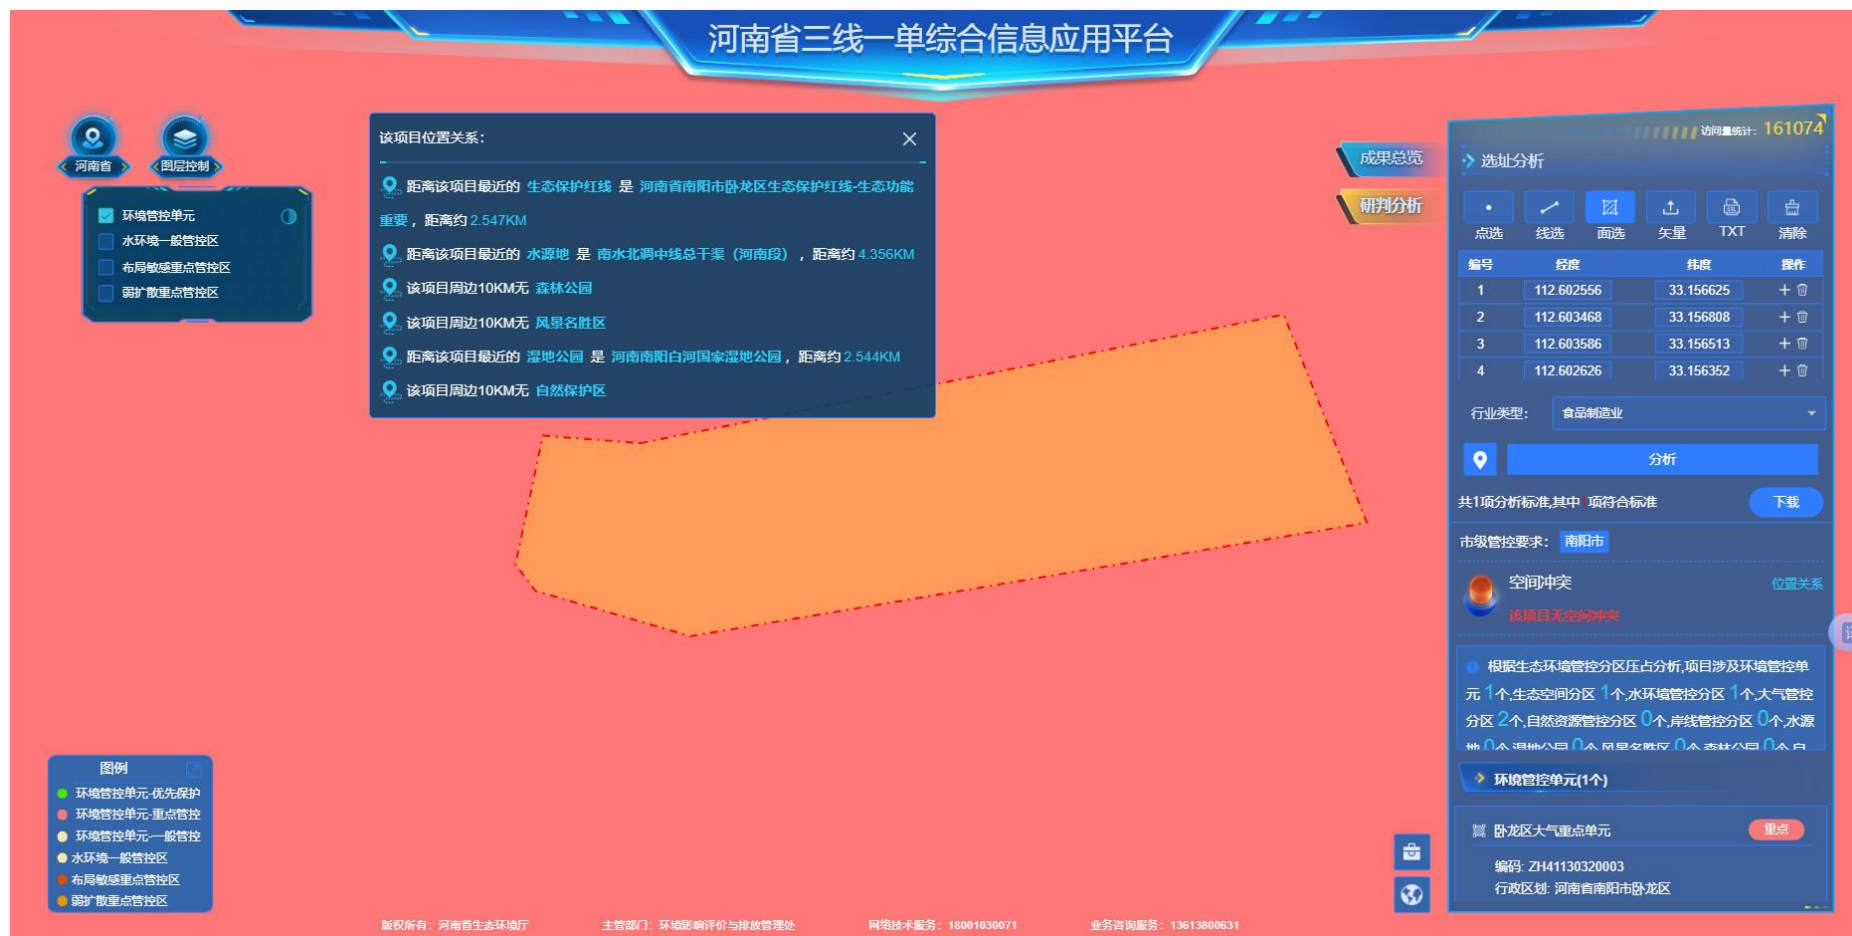 河南省三线一单综合信息应用平台
河南省
图层控制
环境管控单元
水环境一般管控区
布局敏感重点管控区
弱扩散重点管控区
该项目位置关系：
距离该项目最近的 生态保护红线 是 河南省南阳市卧龙区生态保护红线-生态功能
重要，距离约2.547KM
距离该项目最近的 水源地 是 南水北调中线总干渠（河南段），距离约4.356KM
该项目周边10KM无 森林公园
该项目周边10KM无 风景名胜区
距离该项目最近的 湿地公园 是 河南南阳白河国家湿地公园，距离约2.544KM
该项目周边10KM无 自然保护区
成果总览
研判分析
访问量统计：161074
选址分析
点选 线选 面选 矢量 TXT 清除
编号 经度 纬度 操作
1 112.602556 33.156625
2 112.603468 33.156808
3 112.603586 33.156513
4 112.602626 33.156352
行业类型： 食品制造业
分析
共1项分析标准,其中 项符合标准
下载
市级管控要求： 南阳市
空间冲突
位置关系
该项目无空间冲突
根据生态环境管控分区压占分析,项目涉及环境管控单
元1个,生态空间分区1个,水环境管控分区1个,大气管控
分区2个,自然资源管控分区0个,岸线管控分区0个,水源
地0个,湿地公园0个,风景名胜区0个,森林公园0个,自
环境管控单元(1个)
卧龙区大气重点单元
重点
编码: ZH41130320003
行政区划: 河南省南阳市卧龙区
图例
环境管控单元-优先保护
环境管控单元-重点管控
环境管控单元-一般管控
水环境一般管控区
布局敏感重点管控区
弱扩散重点管控区
版权所有：河南省生态环境厅 主管部门：环境影响评价与排放管理处 网络技术服务：18001030071 业务咨询服务：13613800631